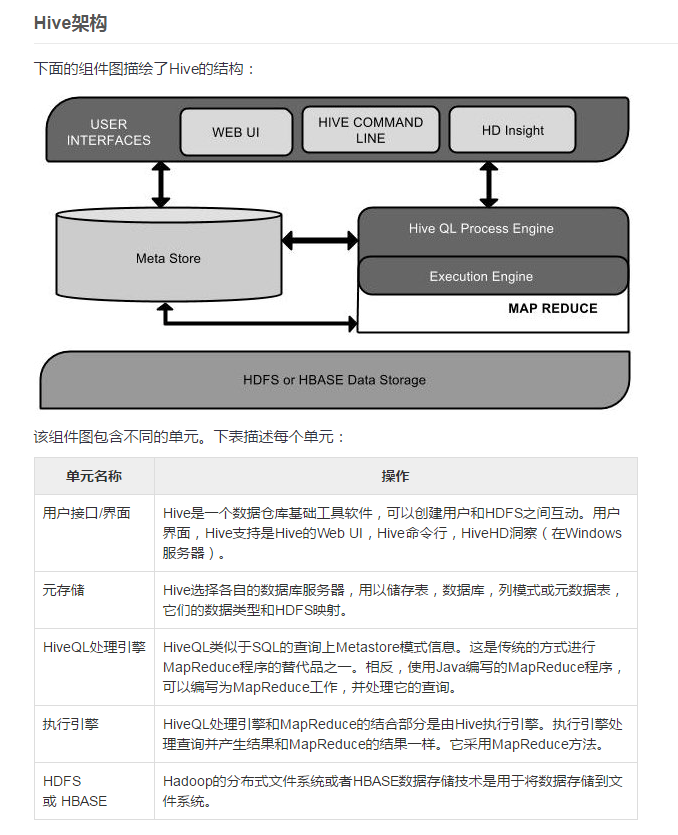 Hive架构
下面的组件图描绘了Hive的结构：
USER
INTERFACES
WEB UI
HIVE COMMAND
LINE
HD Insight
Meta Store
Hive QL Process Engine
Execution Engine
MAP REDUCE
HDFS or HBASE Data Storage
该组件图包含不同的单元。下表描述每个单元：
单元名称
操作
用户接口/界面
Hive是一个数据仓库基础工具软件，可以创建用户和HDFS之间互动。用户
界面，Hive支持是Hive的Web UI，Hive命令行，HiveHD洞察（在Windows
服务器）。
元存储
Hive选择各自的数据库服务器，用以储存表，数据库，列模式或元数据表，
它们的数据类型和HDFS映射。
HiveQL处理引擎
HiveQL类似于SQL的查询上Metastore模式信息。这是传统的方式进行
MapReduce程序的替代品之一。相反，使用Java编写的MapReduce程序，
可以编写为MapReduce工作，并处理它的查询。
执行引擎
HiveQL处理引擎和MapReduce的结合部分是由Hive执行引擎。执行引擎处
理查询并产生结果和MapReduce的结果一样。它采用MapReduce方法。
HDFS
或 HBASE
Hadoop的分布式文件系统或者HBASE数据存储技术是用于将数据存储到文
件系统。